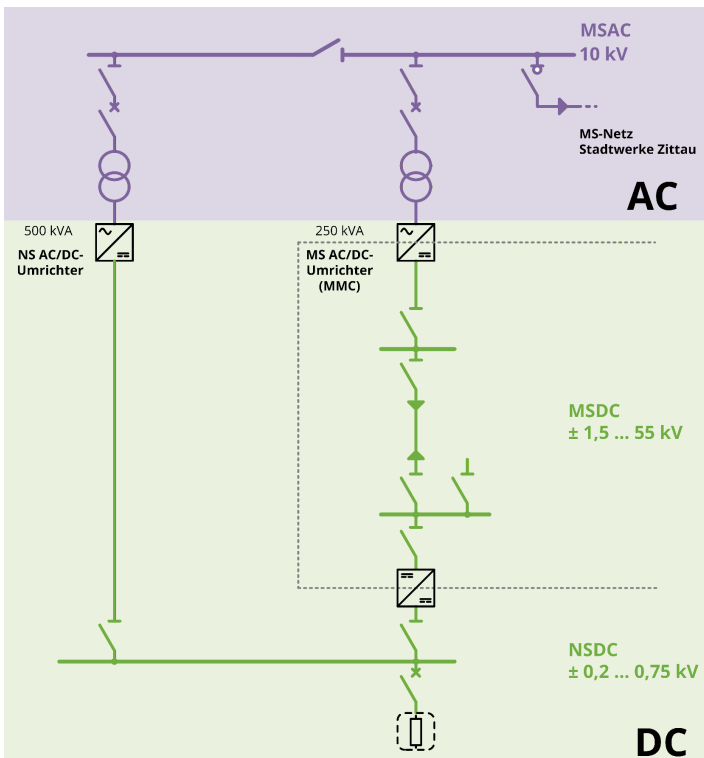 MSAC
10 kV
MS-Netz
Stadtwerke Zittau
AC
500 kVA
NS AC/DC-
Umrichter
250 kVA
MS AC/DC-
Umrichter
(MMC)
MSDC
± 1,5 ... 55 kV
NSDC
± 0,2 ... 0,75 kV
DC